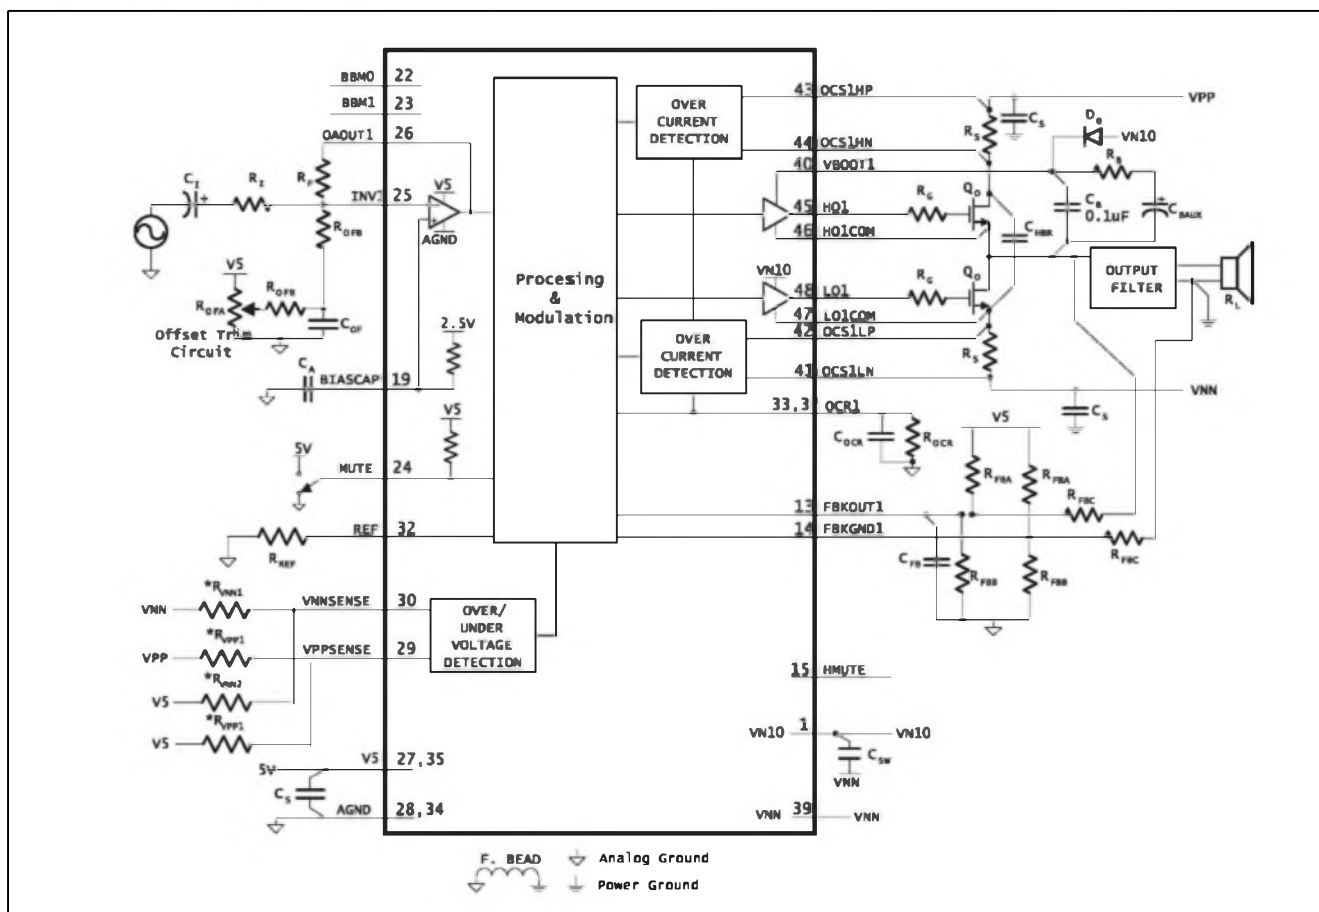 BBM0 22
BBM1 23
OAOUT1 26
C_I
+
R_I
R_F
INV1 25
V5
AGND
R_OFB
V5
R_OFA
R_OFB
C_OF
Offset Trim
Circuit
2.5V
C_A
BIASCAP 19
V5
5V
MUTE 24
REF 32
R_REF
*R_VNN1
VNN
VNNSENSE 30
*R_VPP1
VPP
VPPSENSE 29
*R_VNN2
V5
*R_VPP1
V5
V5 27,35
5V
C_S
AGND 28,34
Procesing
&
Modulation
OVER
CURRENT
DETECTION
OVER
CURRENT
DETECTION
OVER/
UNDER
VOLTAGE
DETECTION
43 OCS1HP
VPP
R_S
C_S
44 OCS1HN
D_B
VN10
40 VBOOT1
R_B
45 HO1
R_G
Q_O
C_B
0.1uF
+
C_BAUX
46 HO1COM
C_HBR
VN10
48 LO1
R_G
Q_O
OUTPUT
FILTER
R_L
47 LO1COM
42 OCS1LP
R_S
41 OCS1LN
VNN
C_S
33,3 OCR1
C_OCR
R_OCR
V5
R_FBA
R_FBA
R_FBC
13 FBKOUT1
14 FBKGND1
R_FBC
C_FB
R_FBB
R_FBB
15 HMUTE
VN10 1
VN10
C_SW
VNN
VNN 39
VNN
F. BEAD
Analog Ground
Power Ground